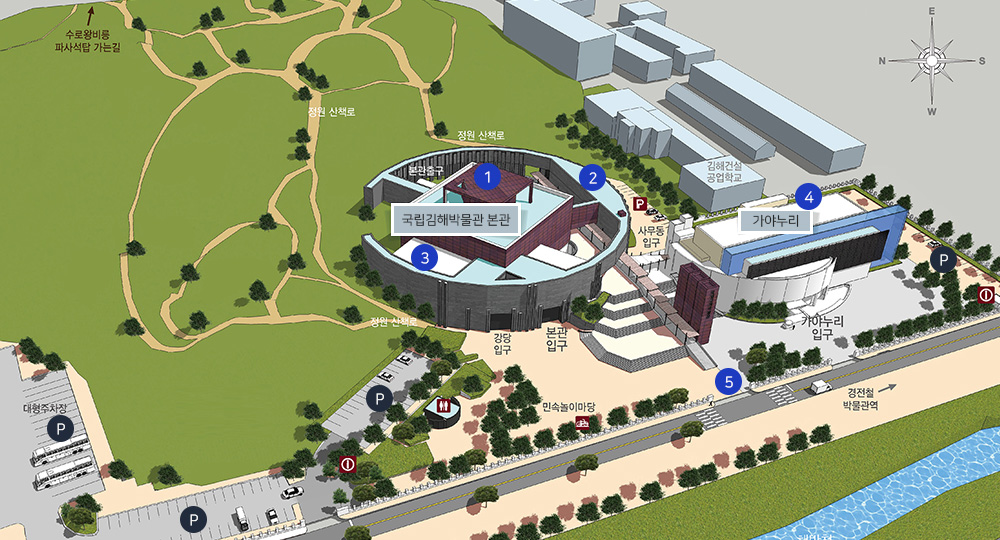 수로왕비릉
파사석탑 가는길
E
N
S
W
정원 산책로
정원 산책로
김해건설
공업학교
본관출구
1
2
4
P
국립김해박물관 본관
가야누리
사무동
입구
3
P
정원 산책로
가야누리
입구
강당
입구
본관
입구
5
경전철
박물관역
P
대형주차장
P
민속놀이마당
P